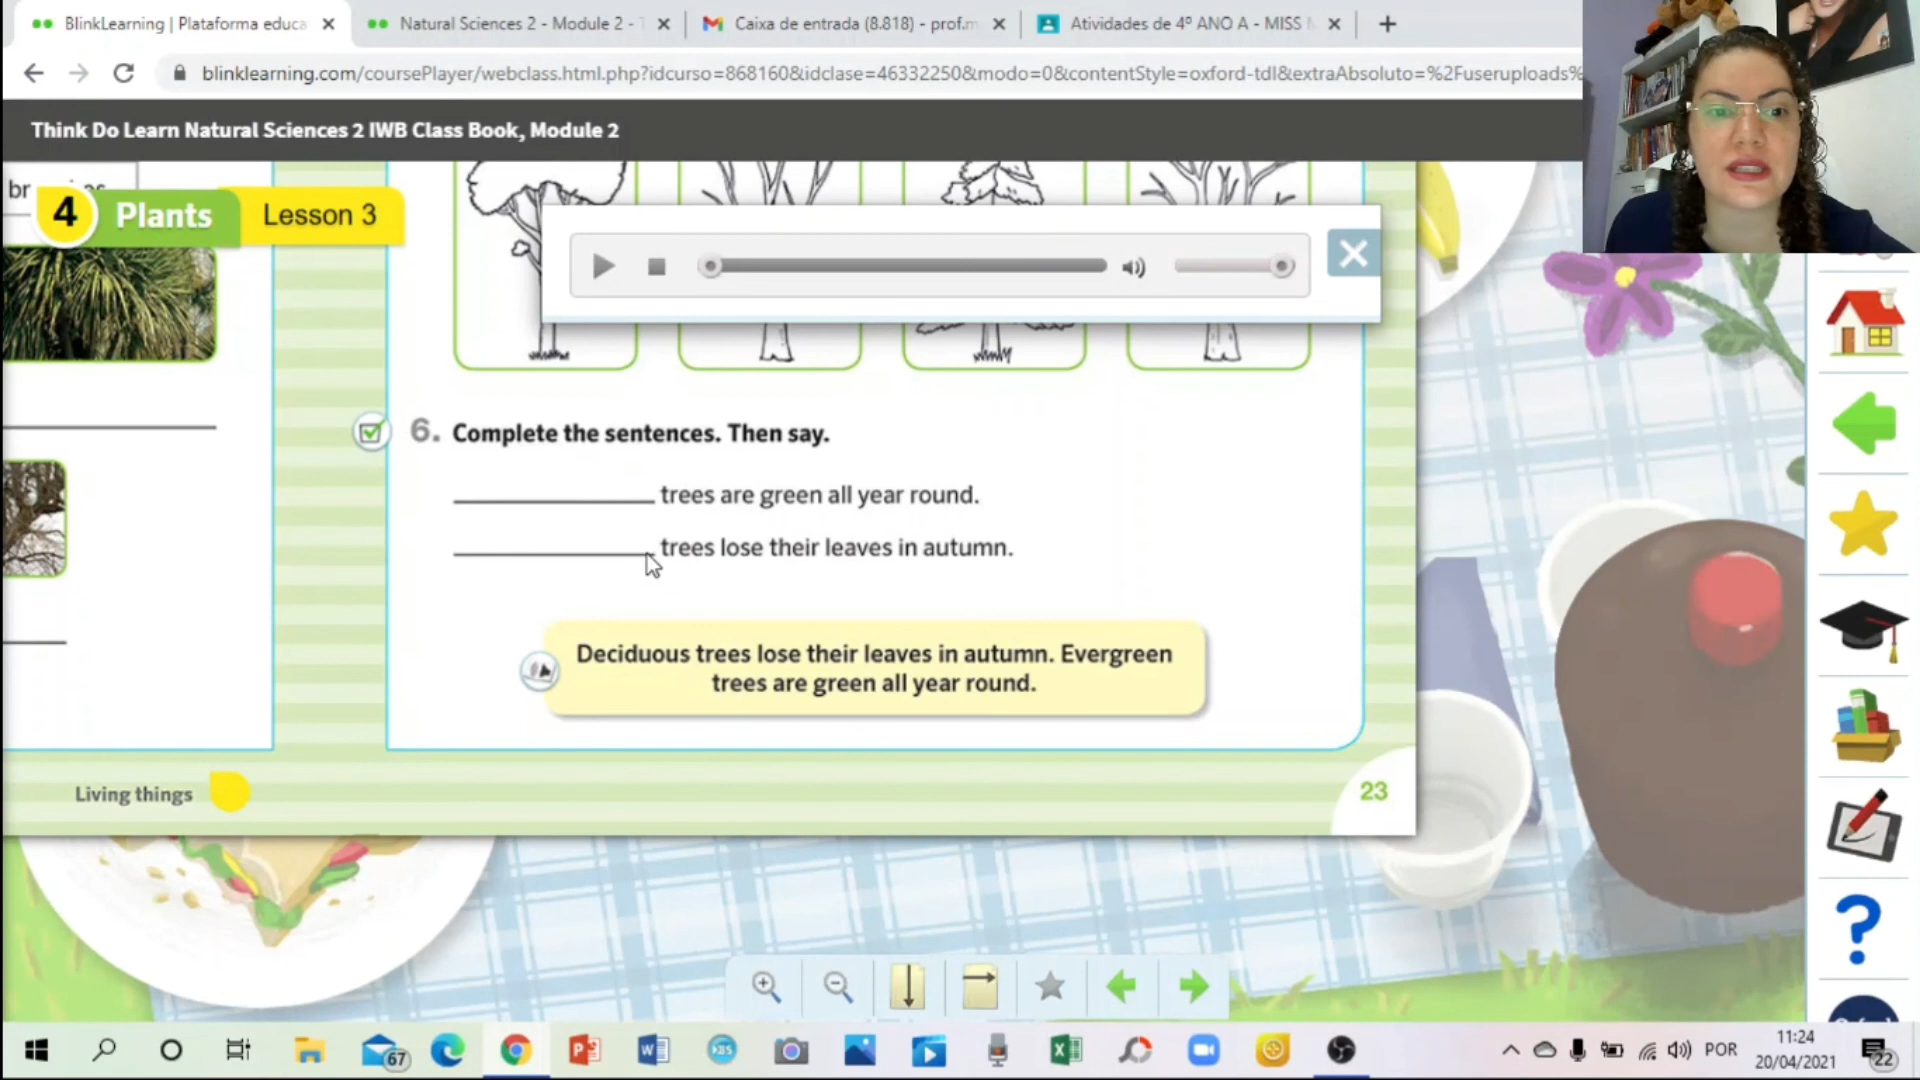 BlinkLearning | Plataforma educa
Natural Sciences 2 - Module 2 -
Caixa de entrada (8.818) - prof.m
Atividades de 4º ANO A - MISS
blinklearning.com/coursePlayer/webclass.html.php?idcurso=868160&idclase=46332250&modo=0&contentStyle=oxford-tdl&extraAbsoluto=%2Fuseruploads%
Think Do Learn Natural Sciences 2 IWB Class Book, Module 2
4 Plants Lesson 3
6. Complete the sentences. Then say.
trees are green all year round.
trees lose their leaves in autumn.
Deciduous trees lose their leaves in autumn. Evergreen
trees are green all year round.
Living things
23
67
POR
11:24
20/04/2021
22